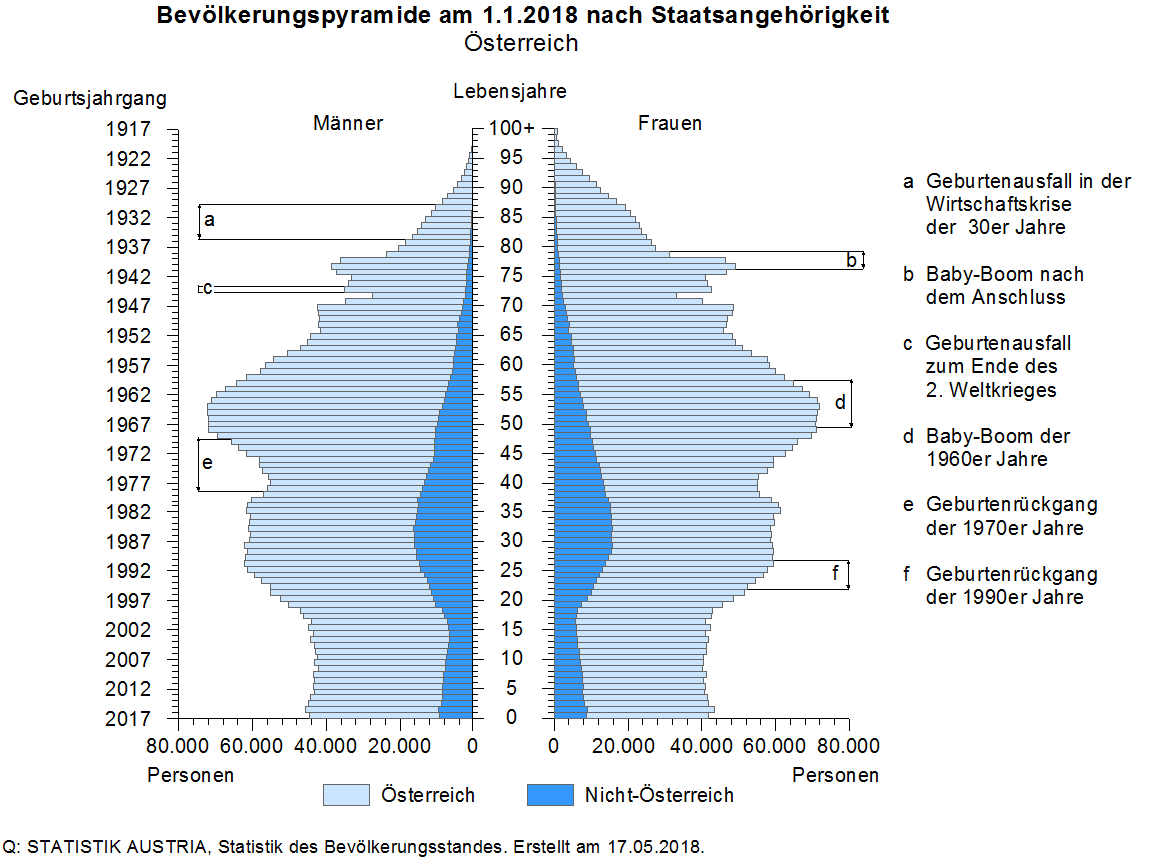 Bevölkerungspyramide am 1.1.2018 nach Staatsangehörigkeit
Österreich
Geburtsjahrgang
Lebensjahre
Männer
Frauen
1917 100+
1922 95
1927 90
1932 85
1937 80
1942 75
1947 70
1952 65
1957 60
1962 55
1967 50
1972 45
1977 40
1982 35
1987 30
1992 25
1997 20
2002 15
2007 10
2012 5
2017 0
a
b
c
d
e
f
80.000 60.000 40.000 20.000 0
0 20.000 40.000 60.000 80.000
Personen
Personen
Österreich
Nicht-Österreich
a Geburtenausfall in der
Wirtschaftskrise
der 30er Jahre
b Baby-Boom nach
dem Anschluss
c Geburtenausfall
zum Ende des
2. Weltkrieges
d Baby-Boom der
1960er Jahre
e Geburtenrückgang
der 1970er Jahre
f Geburtenrückgang
der 1990er Jahre
Q: STATISTIK AUSTRIA, Statistik des Bevölkerungsstandes. Erstellt am 17.05.2018.